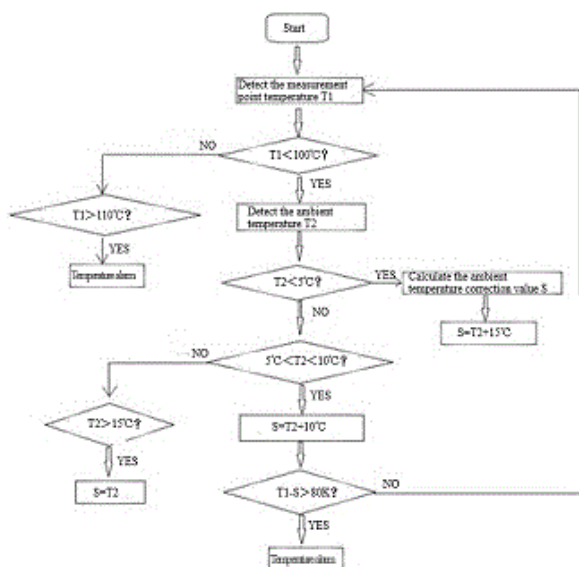 Start
Detect the measurement
point temperature T1
T1<100℃?
NO
YES
T1>110℃?
YES
Temperature alarm
Detect the ambient
temperature T2
T2<5℃?
YES
Calculate the ambient
temperature correction value S
S=T2+15℃
NO
5℃<T2<10℃?
NO
YES
T2>15℃?
YES
S=T2
S=T2+10℃
T1-S>80K?
NO
YES
Temperature alarm